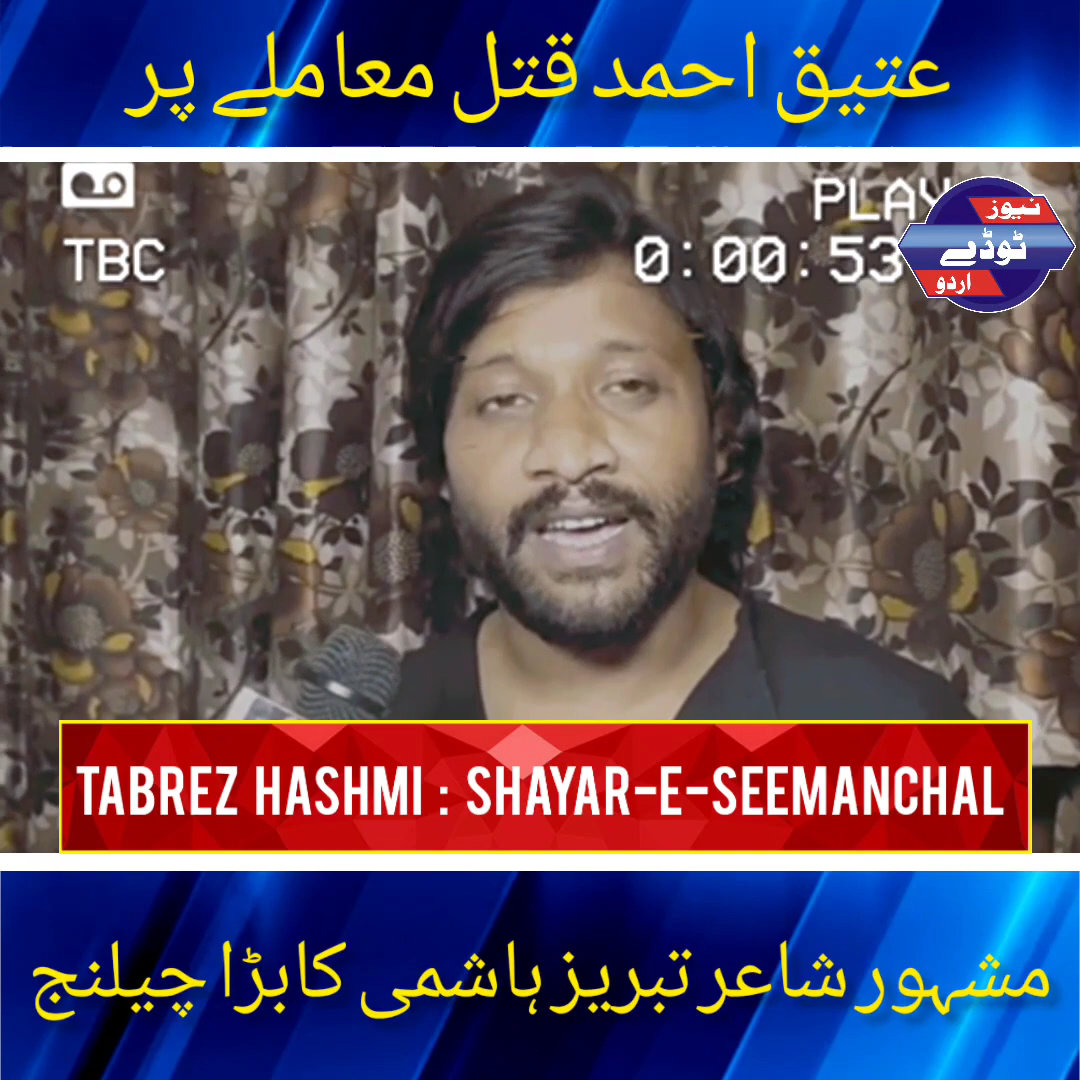 عتیق احمد قتل معاملے پر
PLAY
TBC
0:00:53
نیوز
ٹوڈے
اردو
TABREZ HASHMI : SHAYAR-E-SEEMANCHAL
مشہور شاعر تبریز ہاشمی کا بڑا چیلنج